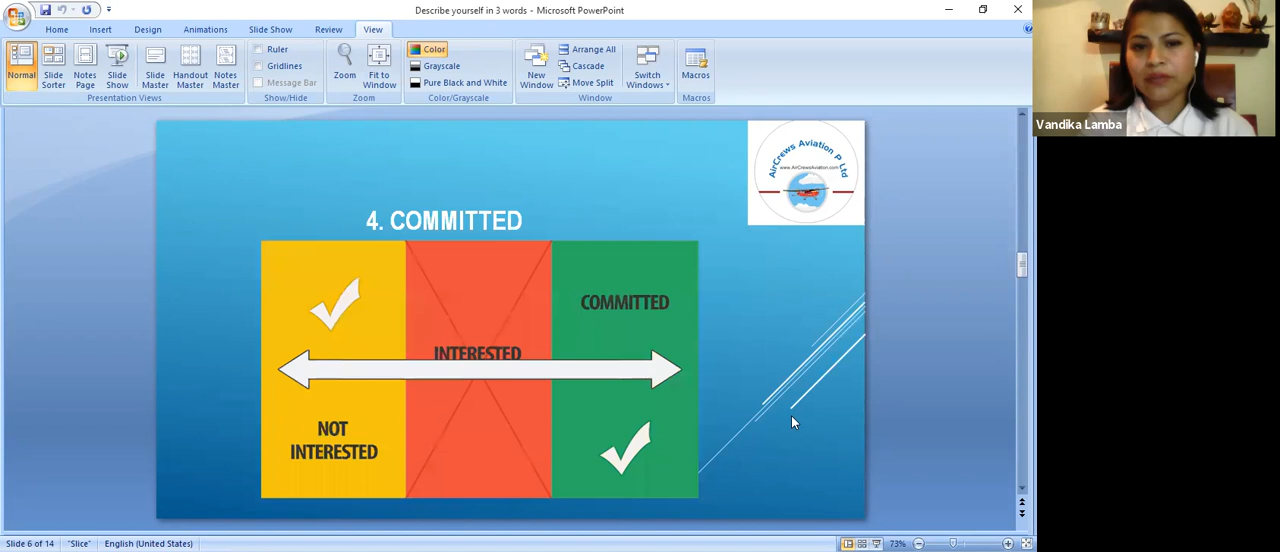 Describe yourself in 3 words - Microsoft PowerPoint
Home Insert Design Animations Slide Show Review View
Normal
Slide Sorter
Notes Page
Slide Show
Slide Master
Handout Master
Notes Master
Presentation Views
Ruler
Gridlines
Message Bar
Show/Hide
Zoom
Fit to Window
Zoom
Color
Grayscale
Pure Black and White
Color/Grayscale
New Window
Arrange All
Cascade
Move Split
Switch Windows
Window
Macros
Macros
Vandika Lamba
AirCrews Aviation P Ltd
www.AirCrewsAviation.com
4. COMMITTED
COMMITTED
INTERESTED
NOT
INTERESTED
Slide 6 of 14 "Slice" English (United States) 73%